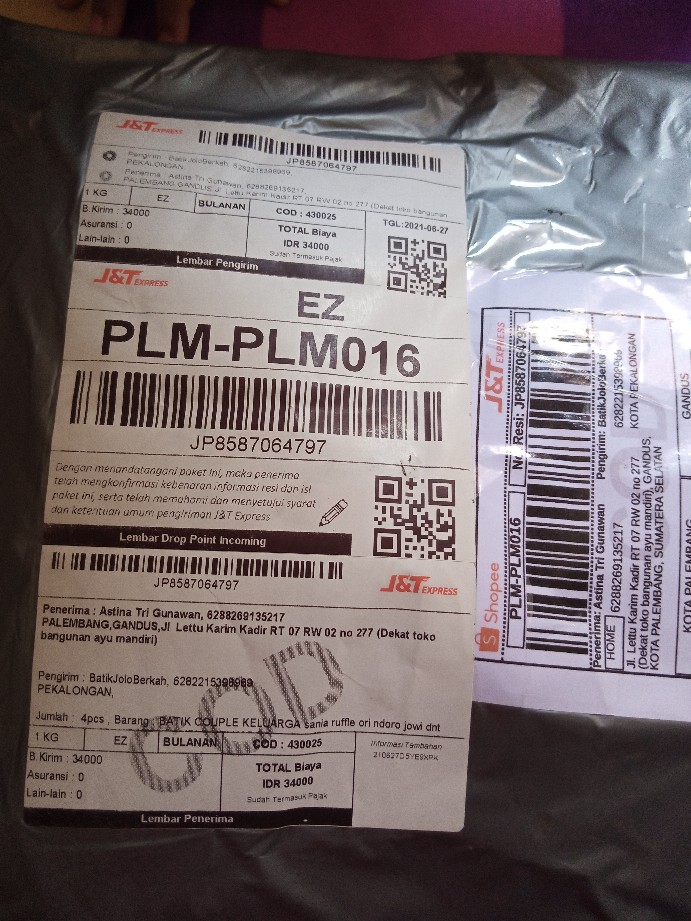 J&T EXPRESS
JP8587064797
Pengirim : BatikJoloBerkah, 6282215398969,
PEKALONGAN,
Penerima : Astina Tri Gunawan, 6288269135217,
PALEMBANG,GANDUS,Jl Lettu Karim Kadir RT 07 RW 02 no 277 (Dekat toko bangunan
1 KG
EZ
BULANAN
COD : 430025
TGL:2021-06-27
B.Kirim : 34000
Asuransi : 0
Lain-lain : 0
TOTAL Biaya
IDR 34000
Sudah Termasuk Pajak
Lembar Pengirim
J&T EXPRESS
EZ
PLM-PLM016
JP8587064797
Dengan menandatangani paket ini, maka penerima
telah mengkonfirmasi kebenaran informasi resi dan isi
paket ini, serta telah memahami dan menyetujui syarat
dan ketentuan umum pengiriman J&T Express
Lembar Drop Point Incoming
JP8587064797
J&T EXPRESS
Penerima : Astina Tri Gunawan, 6288269135217
PALEMBANG,GANDUS,Jl Lettu Karim Kadir RT 07 RW 02 no 277 (Dekat toko
bangunan ayu mandiri)
Pengirim : BatikJoloBerkah, 6282215398969
PEKALONGAN,
Jumlah : 4pcs , Barang : BATIK COUPLE KELUARGA sania ruffle ori ndoro jowi dnt
COD
1 KG
EZ
BULANAN
COD : 430025
Informasi Tambahan
B.Kirim : 34000
Asuransi : 0
Lain-lain : 0
TOTAL Biaya
IDR 34000
Sudah Termasuk Pajak
Lembar Penerima
Shopee
J&T EXPRESS
PLM-PLM016
No. Resi: JP8587064797
Penerima: Astina Tri Gunawan
Pengirim: BatikJoloBerka
HOME
6288269135217
KOTA PEKALONGAN
Jl. Lettu Karim Kadir RT 07 RW 02 no 277
(Dekat toko bangunan ayu mandiri), GANDUS,
KOTA PALEMBANG, SUMATERA SELATAN
KOTA PALEMBANG
GANDUS